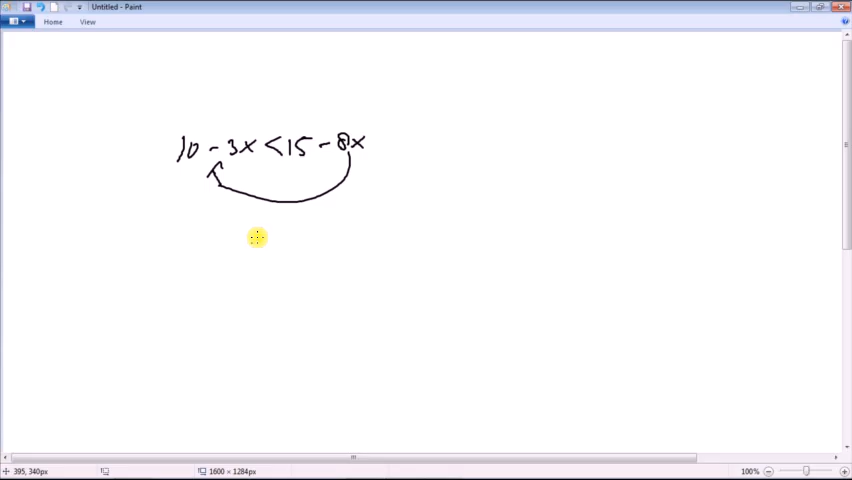 Untitled - Paint
Home View
10 - 3x < 15 - 8x
395, 340px 1600 × 1284px 100%